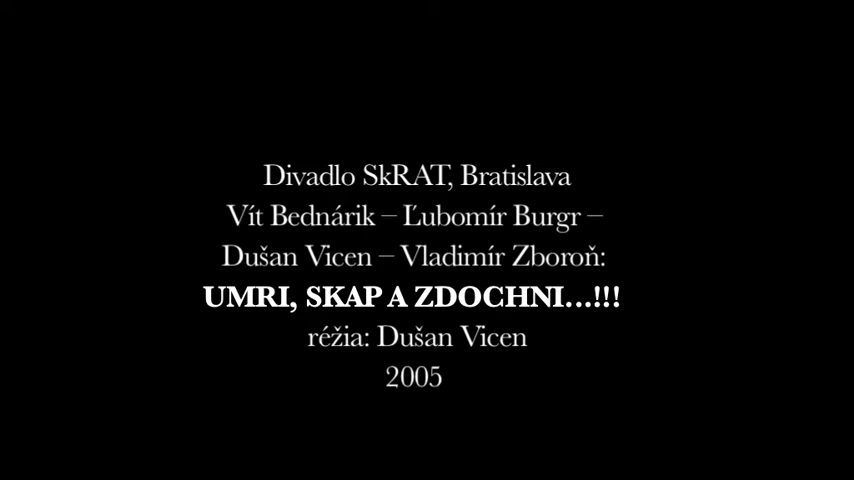 Divadlo SkRAT, Bratislava
Vít Bednárik – Ľubomír Burgr –
Dušan Vicen – Vladimír Zboroň:
UMRI, SKAP A ZDOCHNI...!!!
réžia: Dušan Vicen
2005